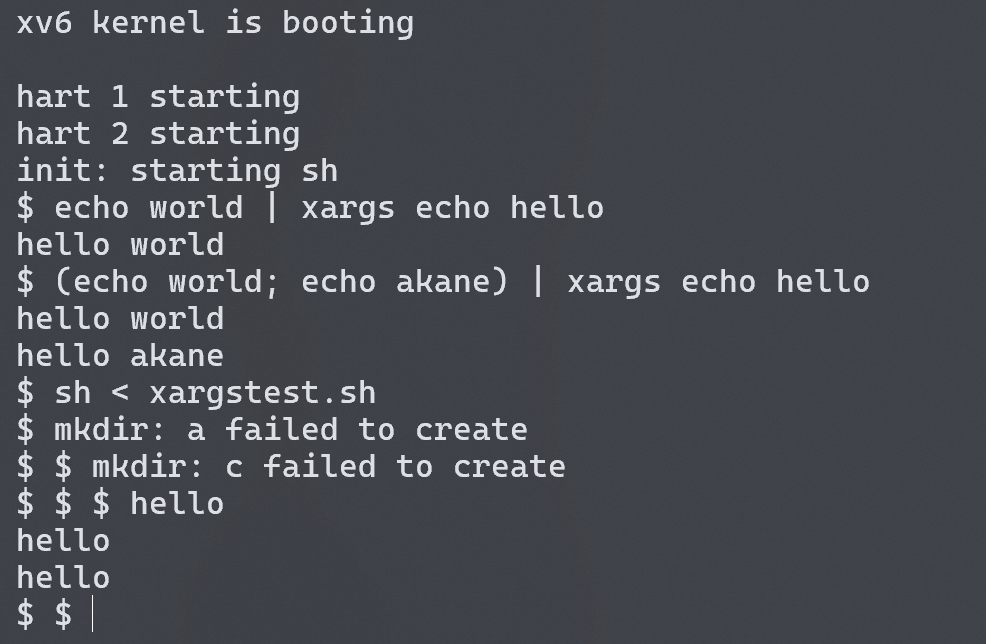 xv6 kernel is booting
hart 1 starting
hart 2 starting
init: starting sh
$ echo world | xargs echo hello
hello world
$ (echo world; echo akane) | xargs echo hello
hello world
hello akane
$ sh < xargstest.sh
$ mkdir: a failed to create
$ $ mkdir: c failed to create
$ $ $ hello
hello
hello
$ $